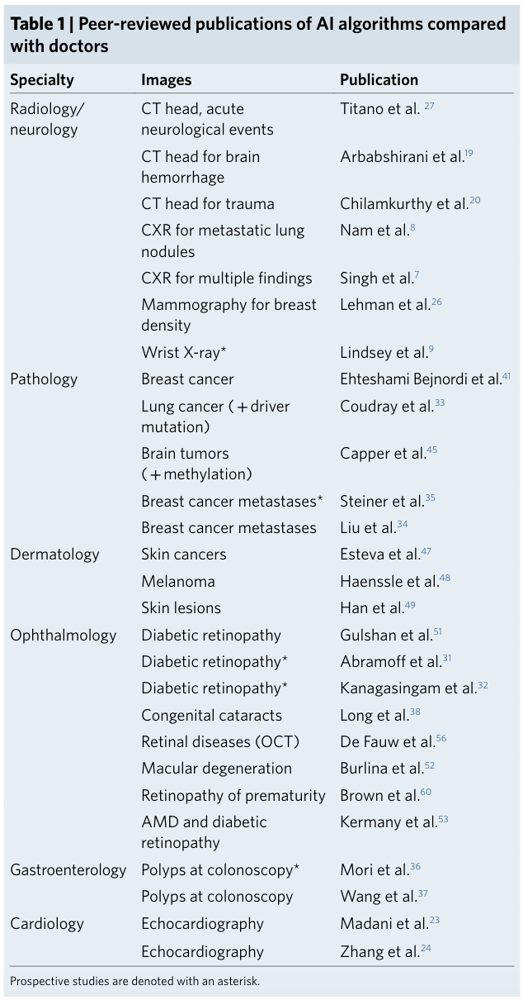 Table 1 | Peer-reviewed publications of AI algorithms compared
with doctors
Specialty Images Publication
Radiology/ CT head, acute Titano et al. 27
neurology neurological events
CT head for brain Arbabshirani et al.19
hemorrhage
CT head for trauma Chilamkurthy et al.20
CXR for metastatic lung Nam et al.8
nodules
CXR for multiple findings Singh et al.7
Mammography for breast Lehman et al.26
density
Wrist X-ray* Lindsey et al.9
Pathology Breast cancer Ehteshami Bejnordi et al.41
Lung cancer (+driver Coudray et al.33
mutation)
Brain tumors Capper et al.45
(+methylation)
Breast cancer metastases* Steiner et al.35
Breast cancer metastases Liu et al.34
Dermatology Skin cancers Esteva et al.47
Melanoma Haenssle et al.48
Skin lesions Han et al.49
Ophthalmology Diabetic retinopathy Gulshan et al.51
Diabetic retinopathy* Abramoff et al.31
Diabetic retinopathy* Kanagasingam et al.32
Congenital cataracts Long et al.38
Retinal diseases (OCT) De Fauw et al.56
Macular degeneration Burlina et al.52
Retinopathy of prematurity Brown et al.60
AMD and diabetic Kermany et al.53
retinopathy
Gastroenterology Polyps at colonoscopy* Mori et al.36
Polyps at colonoscopy Wang et al.37
Cardiology Echocardiography Madani et al.23
Echocardiography Zhang et al.24
Prospective studies are denoted with an asterisk.